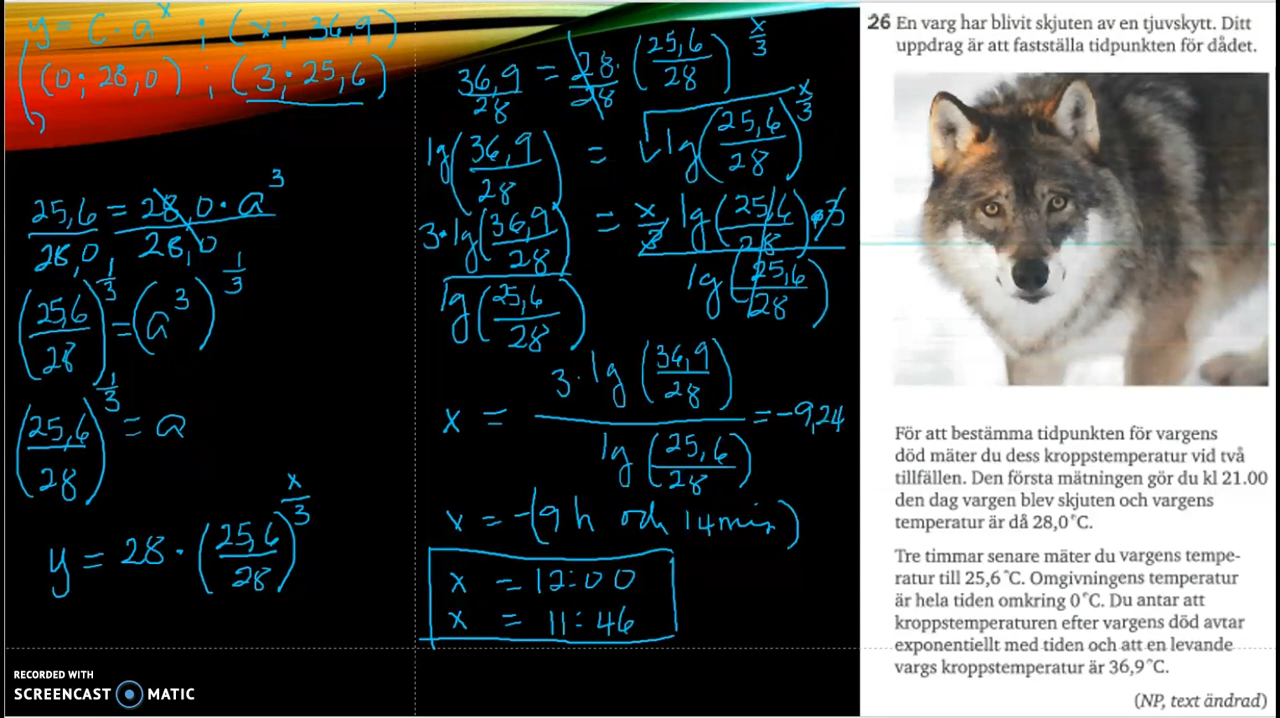 y = C · a^x ; (x ; 36,9)
(0 ; 28,0) ; (3 ; 25,6)
25,6/28,0 = 28,0 · a^3/28,0
(25,6/28)^1/3 = (a^3)^1/3
(25,6/28)^1/3 = a
y = 28 · (25,6/28)^x/3
36,9/28 = 28/28 · (25,6/28)^x/3
lg(36,9/28) = lg(25,6/28)^x/3
3 · lg(36,9/28)/lg(25,6/28) = x/3 lg(25,6/28) · 3/lg(25,6/28)
x = 3 · lg(36,9/28)/lg(25,6/28) = -9,24
x = -(9 h och 14 min)
x = 12:00
x = 11:46
RECORDED WITH
SCREENCAST MATIC
26 En varg har blivit skjuten av en tjuvskytt. Ditt
uppdrag är att fastställa tidpunkten för dådet.
För att bestämma tidpunkten för vargens
död mäter du dess kroppstemperatur vid två
tillfällen. Den första mätningen gör du kl 21.00
den dag vargen blev skjuten och vargens
temperatur är då 28,0 °C.
Tre timmar senare mäter du vargens tempe-
ratur till 25,6 °C. Omgivningens temperatur
är hela tiden omkring 0 °C. Du antar att
kroppstemperaturen efter vargens död avtar
exponentiellt med tiden och att en levande
vargs kroppstemperatur är 36,9 °C.
(NP, text ändrad)